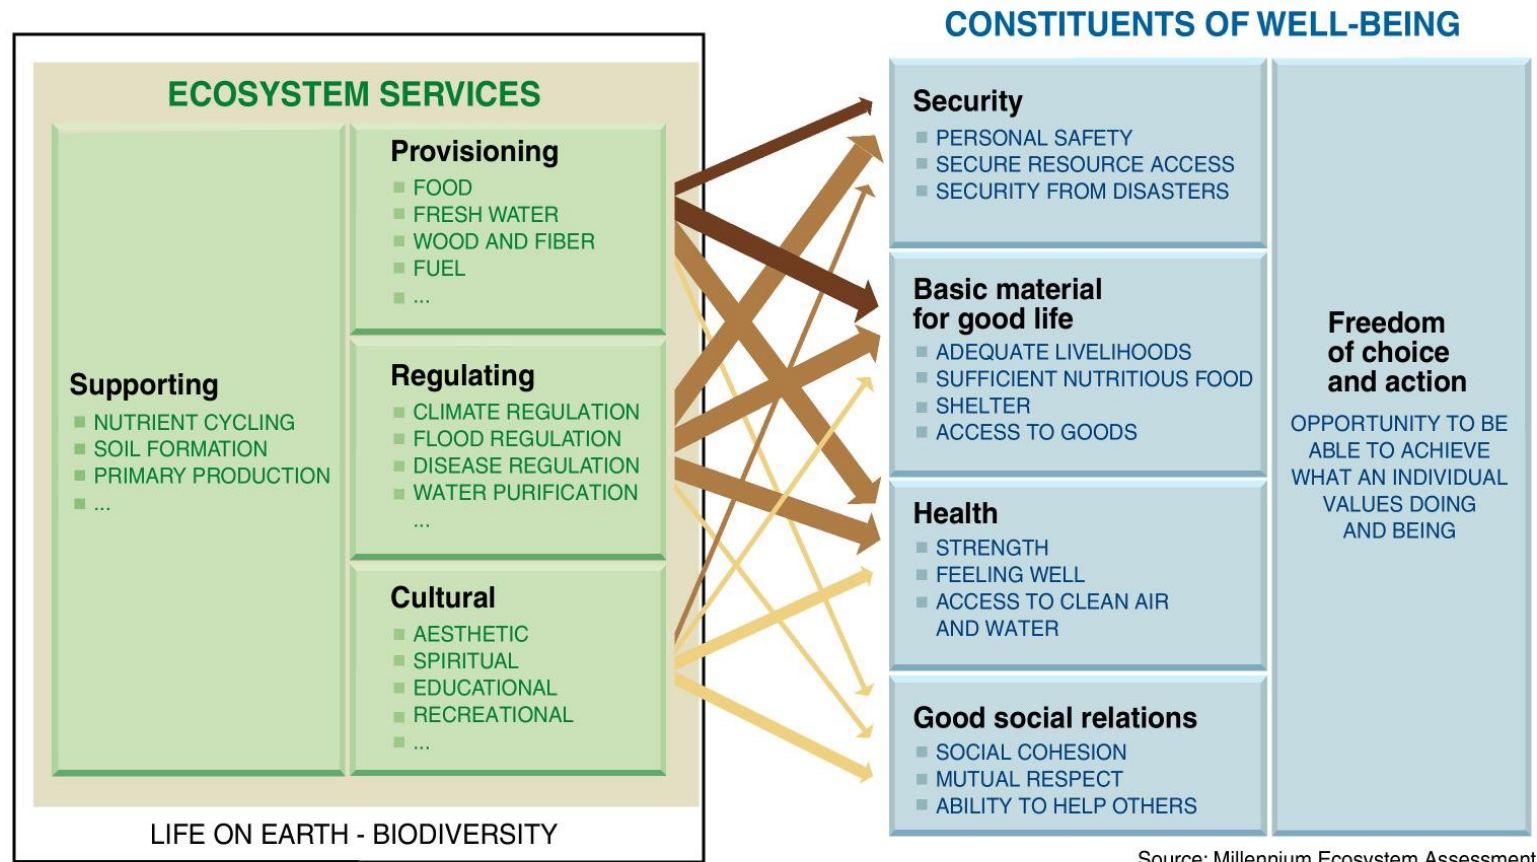 ECOSYSTEM SERVICES
Supporting
NUTRIENT CYCLING
SOIL FORMATION
PRIMARY PRODUCTION
...
Provisioning
FOOD
FRESH WATER
WOOD AND FIBER
FUEL
...
Regulating
CLIMATE REGULATION
FLOOD REGULATION
DISEASE REGULATION
WATER PURIFICATION
...
Cultural
AESTHETIC
SPIRITUAL
EDUCATIONAL
RECREATIONAL
...
LIFE ON EARTH - BIODIVERSITY
CONSTITUENTS OF WELL-BEING
Security
PERSONAL SAFETY
SECURE RESOURCE ACCESS
SECURITY FROM DISASTERS
Basic material
for good life
ADEQUATE LIVELIHOODS
SUFFICIENT NUTRITIOUS FOOD
SHELTER
ACCESS TO GOODS
Health
STRENGTH
FEELING WELL
ACCESS TO CLEAN AIR
AND WATER
Good social relations
SOCIAL COHESION
MUTUAL RESPECT
ABILITY TO HELP OTHERS
Freedom
of choice
and action
OPPORTUNITY TO BE
ABLE TO ACHIEVE
WHAT AN INDIVIDUAL
VALUES DOING
AND BEING
Source: Millennium Ecosystem Assessment